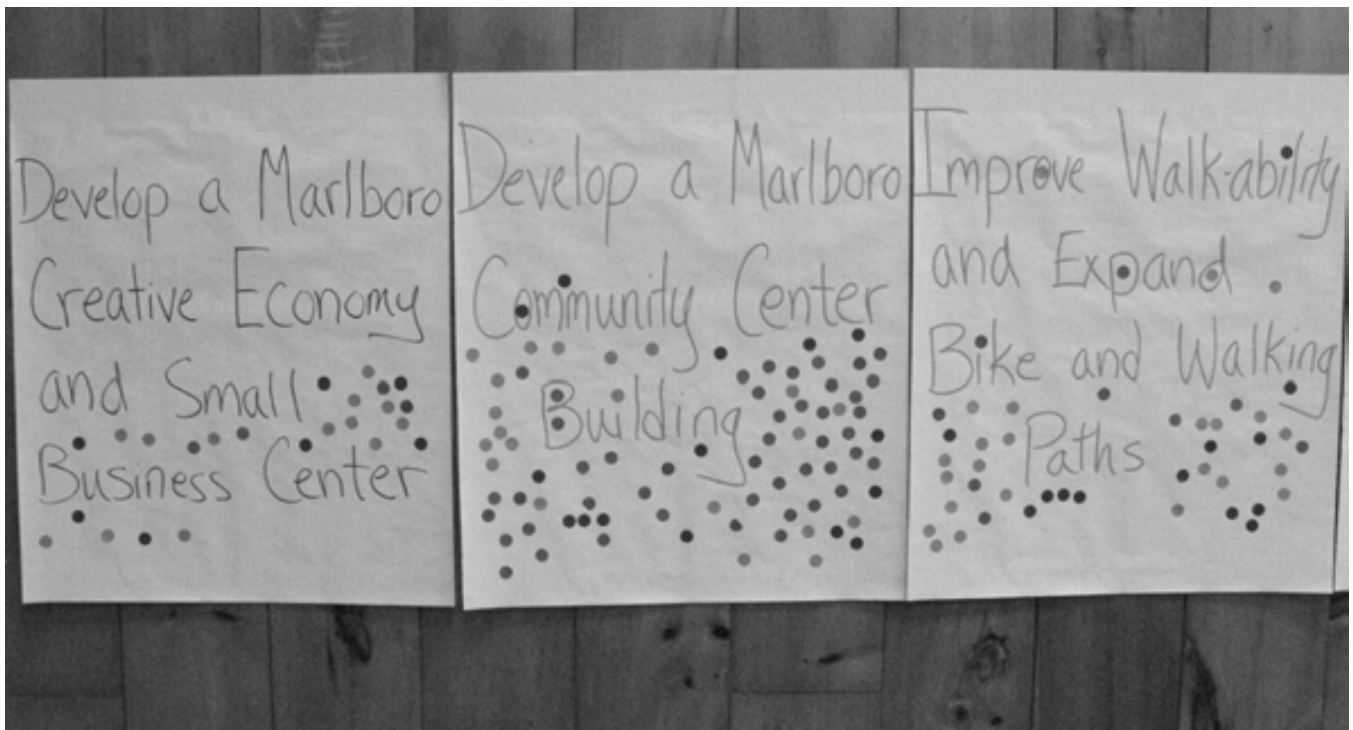 Develop a Marlboro
Creative Economy
and Small
Business Center
Develop a Marlboro
Community Center
Building
Improve Walk-ability
and Expand
Bike and Walking
Paths